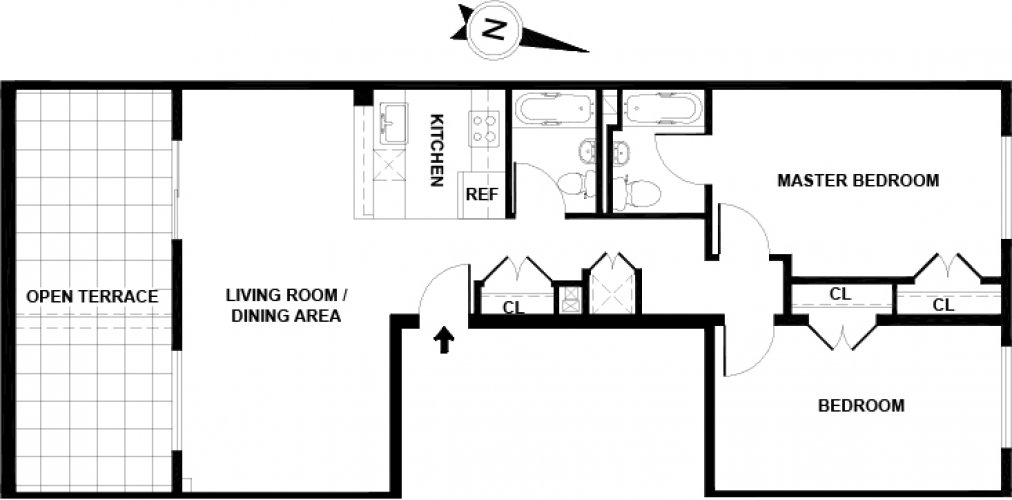 N
KITCHEN
REF
MASTER BEDROOM
OPEN TERRACE
LIVING ROOM /
DINING AREA
CL
CL
CL
BEDROOM